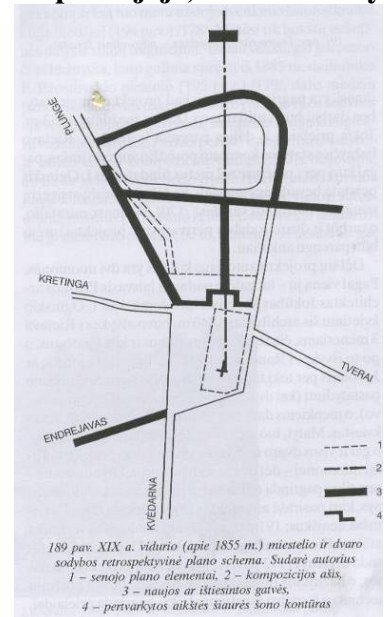 PLUNGĖ
KRETINGA
TVERAI
ENDREJAVAS
KVĖDARNA
1
2
3
4
189 pav. XIX a. vidurio (apie 1855 m.) miestelio ir dvaro
sodybos retrospektyvinė plano schema. Sudarė autorius
1 – senojo plano elementai, 2 – kompozicijos ašis,
3 – naujos ar ištiesintos gatvės,
4 – pertvarkytos aikštės šiaurės šono kontūras